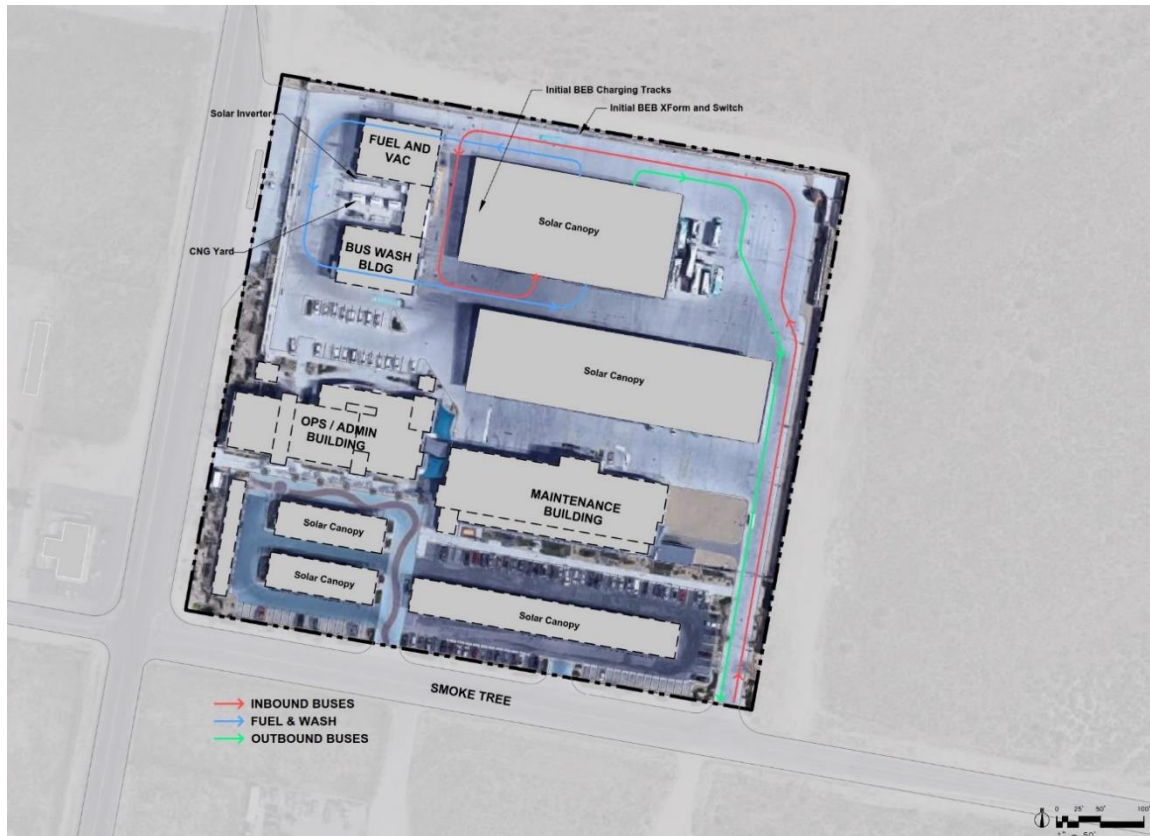 Initial BEB Charging Tracks
Initial BEB XForm and Switch
Solar Inverter
FUEL AND
VAC
Solar Canopy
CNG Yard
BUS WASH
BLDG
Solar Canopy
OPS / ADMIN
BUILDING
MAINTENANCE
BUILDING
Solar Canopy
Solar Canopy
Solar Canopy
SMOKE TREE
INBOUND BUSES
FUEL & WASH
OUTBOUND BUSES
0 25' 50' 100'
1" = 50'